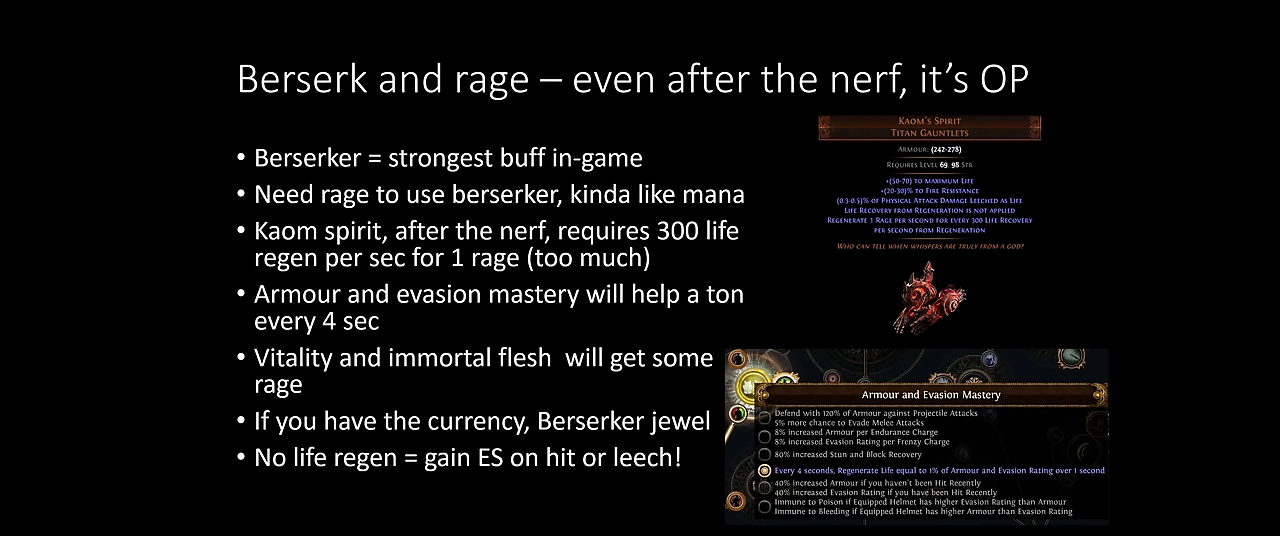 Berserk and rage – even after the nerf, it's OP
• Berserker = strongest buff in-game
• Need rage to use berserker, kinda like mana
• Kaom spirit, after the nerf, requires 300 life
regen per sec for 1 rage (too much)
• Armour and evasion mastery will help a ton
every 4 sec
• Vitality and immortal flesh  will get some
rage
• If you have the currency, Berserker jewel
• No life regen = gain ES on hit or leech!
Kaom's Spirit
Titan Gauntlets
Armour: (242-278)
Requires Level 69, 98 Str
+(50-70) to maximum Life
+(20-30)% to Fire Resistance
(0.3-0.5)% of Physical Attack Damage Leeched as Life
Life Recovery from Regeneration is not applied
Regenerate 1 Rage per second for every 300 Life Recovery
per second from Regeneration
Who can tell when whispers are truly from a god?
Armour and Evasion Mastery
Defend with 120% of Armour against Projectile Attacks
5% more chance to Evade Melee Attacks
8% increased Armour per Endurance Charge
8% increased Evasion Rating per Frenzy Charge
80% increased Stun and Block Recovery
Every 4 seconds, Regenerate Life equal to 1% of Armour and Evasion Rating over 1 second
40% increased Armour if you haven't been Hit Recently
40% increased Evasion Rating if you have been Hit Recently
Immune to Poison if Equipped Helmet has higher Evasion Rating than Armour
Immune to Bleeding if Equipped Helmet has higher Armour than Evasion Rating